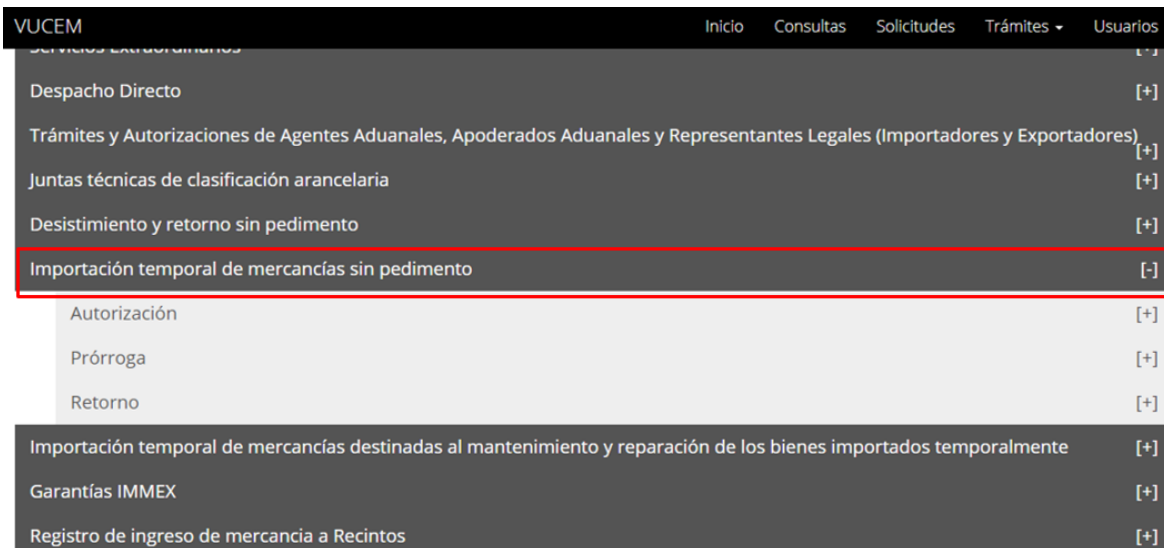 VUCEM Inicio Consultas Solicitudes Trámites Usuarios
Servicios Extraordinarios [+]
Despacho Directo [+]
Trámites y Autorizaciones de Agentes Aduanales, Apoderados Aduanales y Representantes Legales (Importadores y Exportadores) [+]
Juntas técnicas de clasificación arancelaria [+]
Desistimiento y retorno sin pedimento [+]
Importación temporal de mercancías sin pedimento [-]
Autorización [+]
Prórroga [+]
Retorno [+]
Importación temporal de mercancías destinadas al mantenimiento y reparación de los bienes importados temporalmente [+]
Garantías IMMEX [+]
Registro de ingreso de mercancia a Recintos [+]